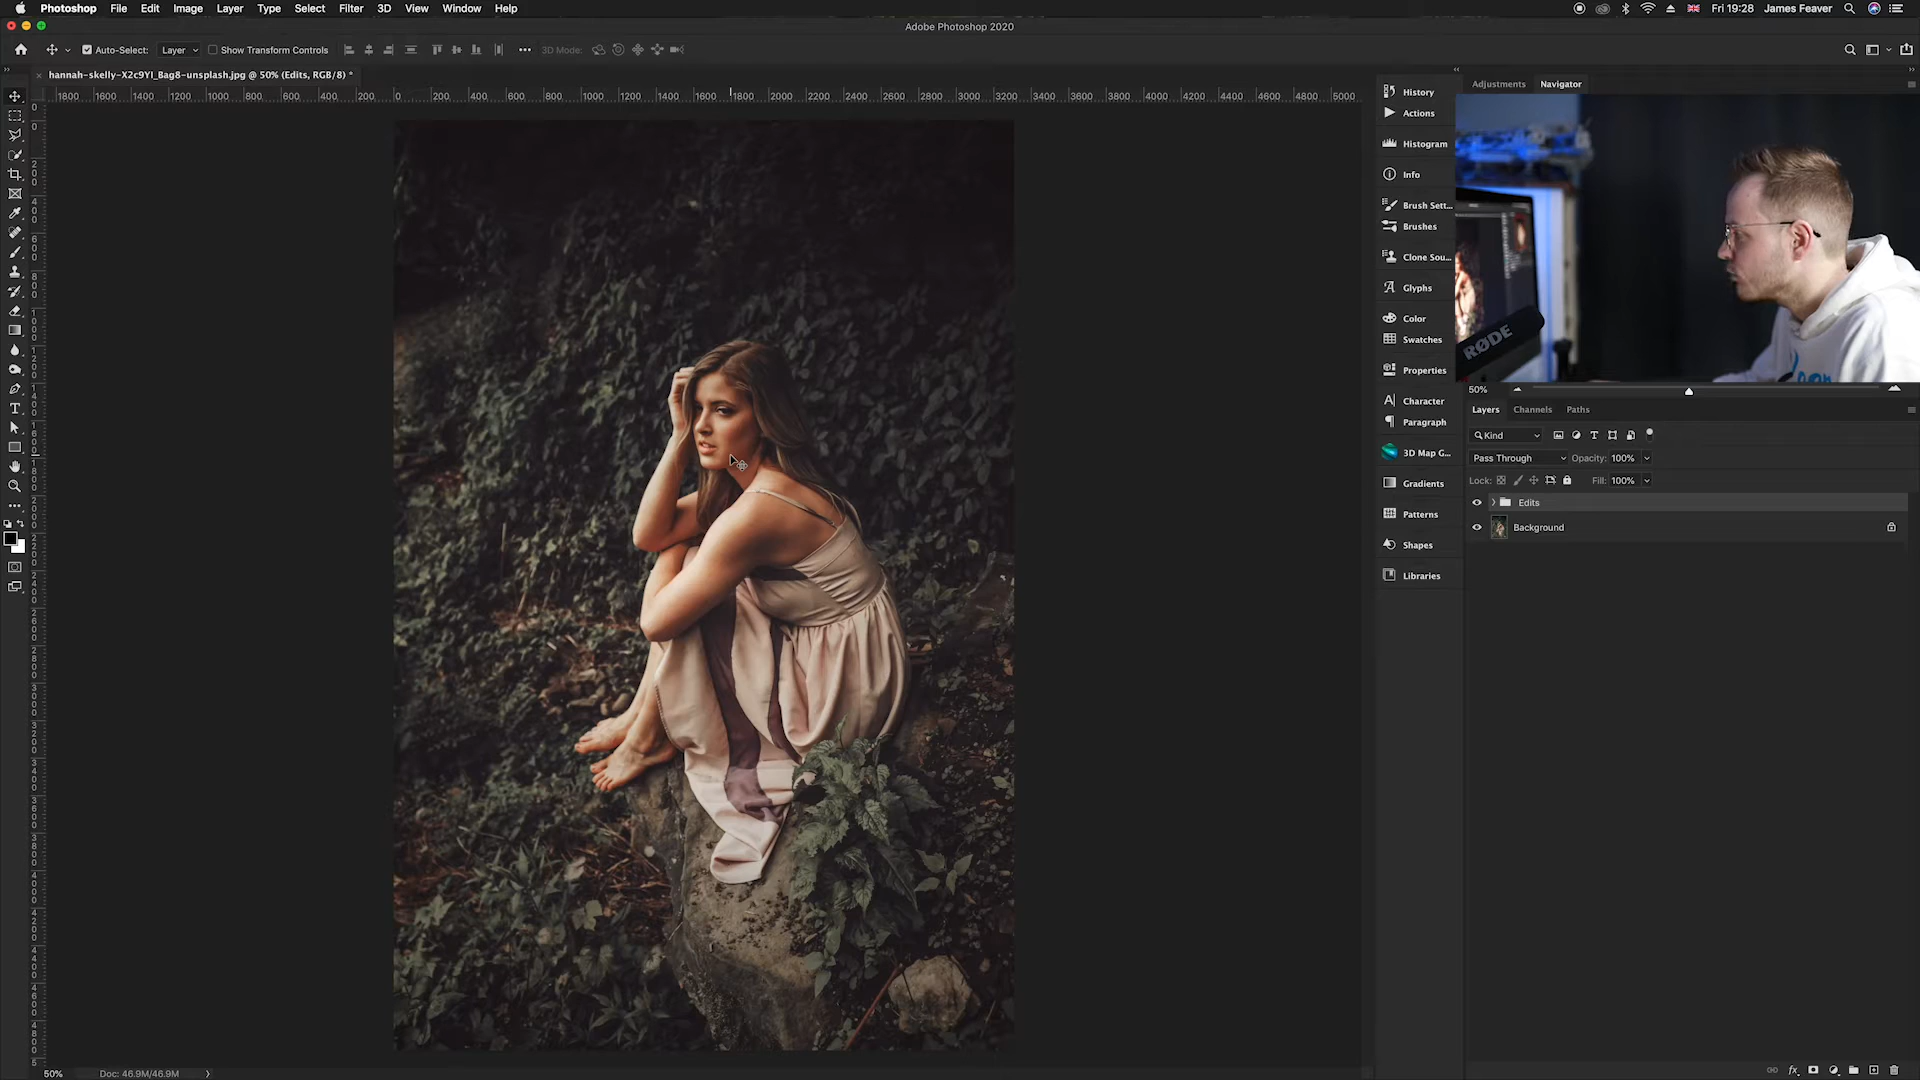 Photoshop File Edit Image Layer Type Select Filter 3D View Window Help
Fri 19:28 James Feaver
Adobe Photoshop 2020
Auto-Select: Layer Show Transform Controls 3D Mode:
hannah-skelly-X2c9YI_Bag8-unsplash.jpg @ 50% (Edits, RGB/8) *
1800 1600 1400 1200 1000 800 600 400 200 0 200 400 600 800 1000 1200 1400 1600 1800 2000 2200 2400 2600 2800 3000 3200 3400 3600 3800 4000 4200 4400 4600 4800 5000
History
Actions
Histogram
Info
Brush Sett...
Brushes
Clone Sou...
Glyphs
Color
Swatches
Properties
Character
Paragraph
3D Map G...
Gradients
Patterns
Shapes
Libraries
Adjustments Navigator
RØDE
50%
Layers Channels Paths
Kind
Pass Through Opacity: 100%
Lock: Fill: 100%
Edits
Background
fx
50% Doc: 46.9M/46.9M